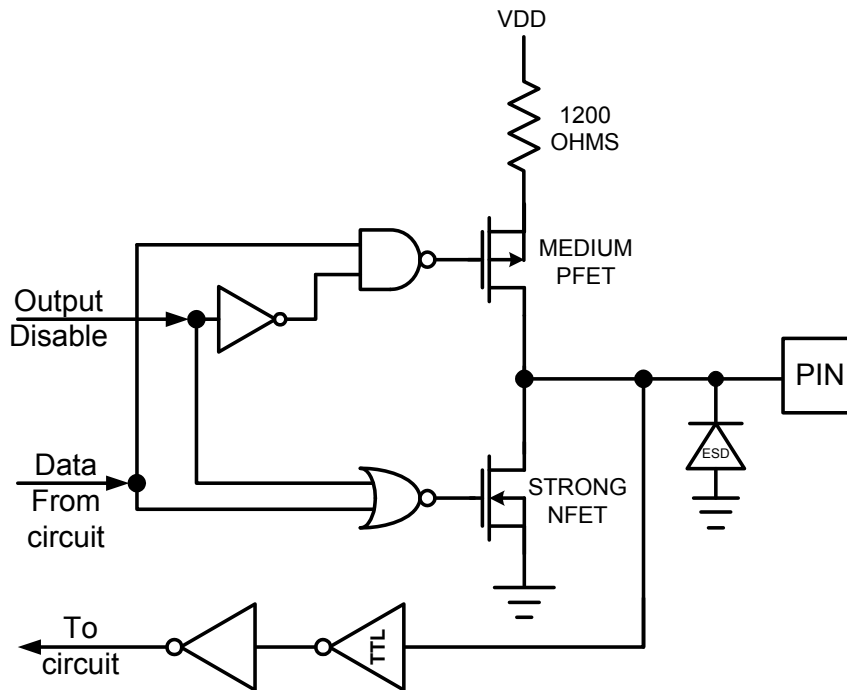 VDD
1200
OHMS
MEDIUM
PFET
Output
Disable
PIN
ESD
Data
From
circuit
STRONG
NFET
To
circuit
TTL